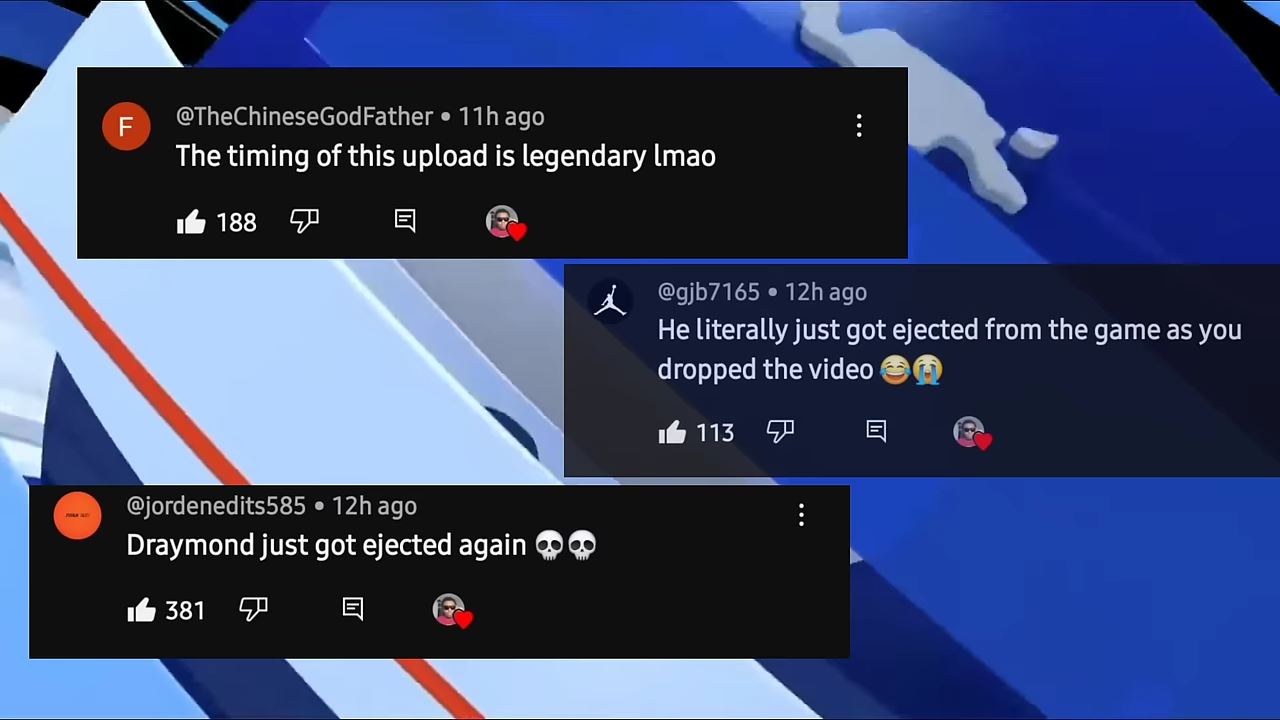 F
@TheChineseGodFather • 11h ago
The timing of this upload is legendary lmao
188
@gjb7165 • 12h ago
He literally just got ejected from the game as you
dropped the video 😂😭
113
@jordenedits585 • 12h ago
Draymond just got ejected again 💀💀
381